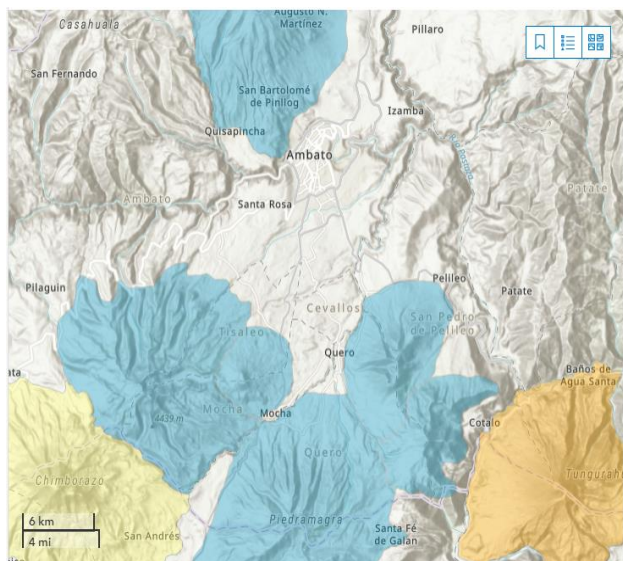 Casahuala
Augusto N.
Martínez
Pillaro
San Fernando
San Bartolomé
de Pinllog
Izamba
Quisapincha
Ambato
Ambato
Patate
Santa Rosa
Pilaguin
Pelileo
Patate
Cevallos
San Pedro
de Pelileo
Tisaleo
Quero
Baños de
Agua Santa
Mocha
Mocha
4439 m
Cotalo
Quero
Chimborazo
Tungurahu
Piedramagra
6 km
4 mi
San Andrés
Santa Fé
de Galan